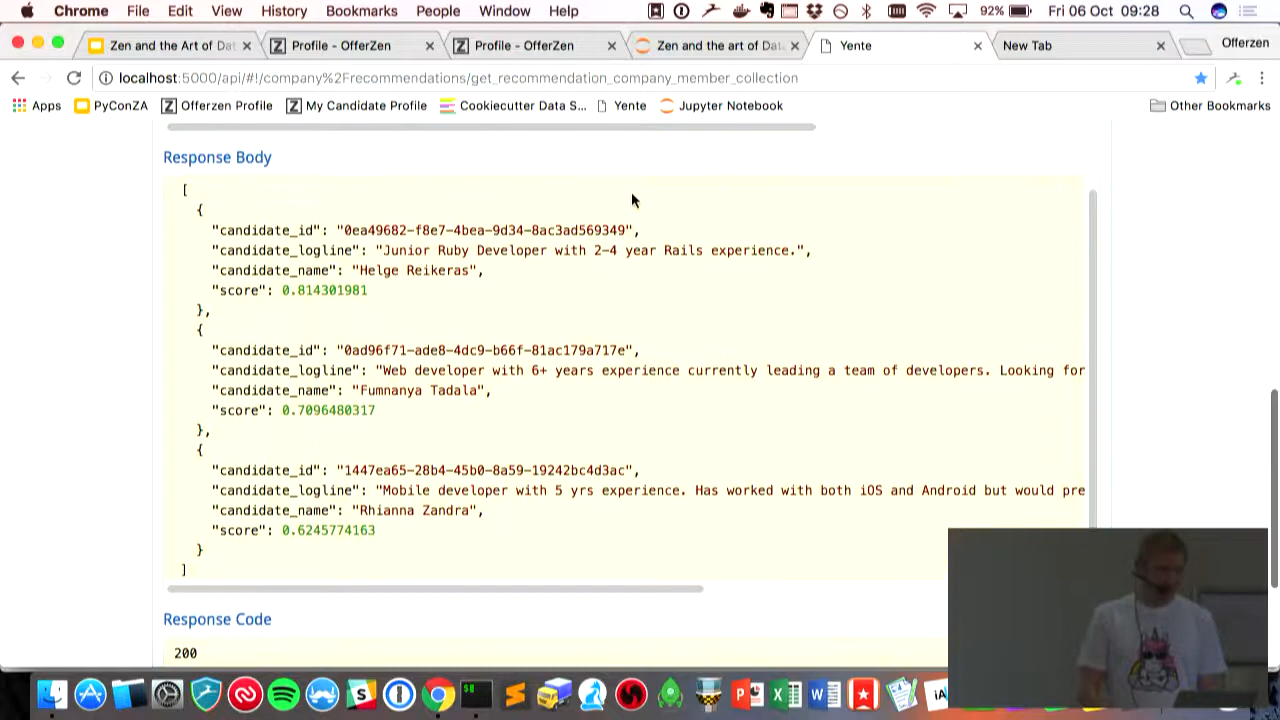 Chrome File Edit View History Bookmarks People Window Help 92% Fri 06 Oct 09:28
Zen and the Art of Dat Profile - OfferZen Profile - OfferZen Zen and the art of Dat Yente New Tab Offerzen
localhost:5000/api/#!/company%2Frecommendations/get_recommendation_company_member_collection
Apps PyConZA Offerzen Profile My Candidate Profile Cookiecutter Data S... Yente Jupyter Notebook Other Bookmarks
Response Body
[
{
"candidate_id": "0ea49682-f8e7-4bea-9d34-8ac3ad569349",
"candidate_logline": "Junior Ruby Developer with 2-4 year Rails experience.",
"candidate_name": "Helge Reikeras",
"score": 0.814301981
},
{
"candidate_id": "0ad96f71-ade8-4dc9-b66f-81ac179a717e",
"candidate_logline": "Web developer with 6+ years experience currently leading a team of developers. Looking for
"candidate_name": "Fumnanya Tadala",
"score": 0.7096480317
},
{
"candidate_id": "1447ea65-28b4-45b0-8a59-19242bc4d3ac",
"candidate_logline": "Mobile developer with 5 yrs experience. Has worked with both iOS and Android but would pre
"candidate_name": "Rhianna Zandra",
"score": 0.6245774163
}
]
Response Code
200